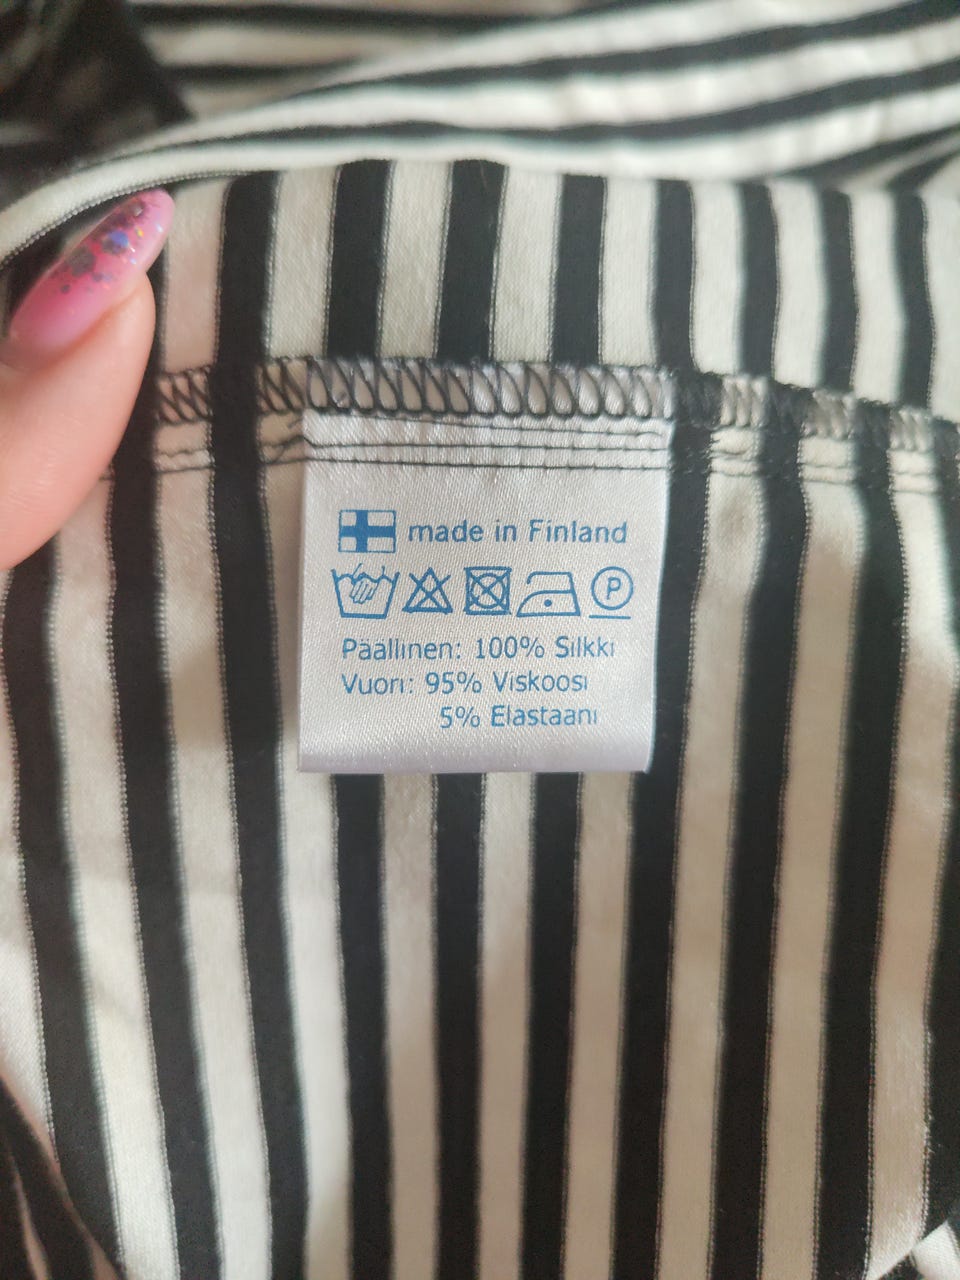 made in Finland
P
Päällinen: 100% Silkki
Vuori: 95% Viskoosi
5% Elastaani